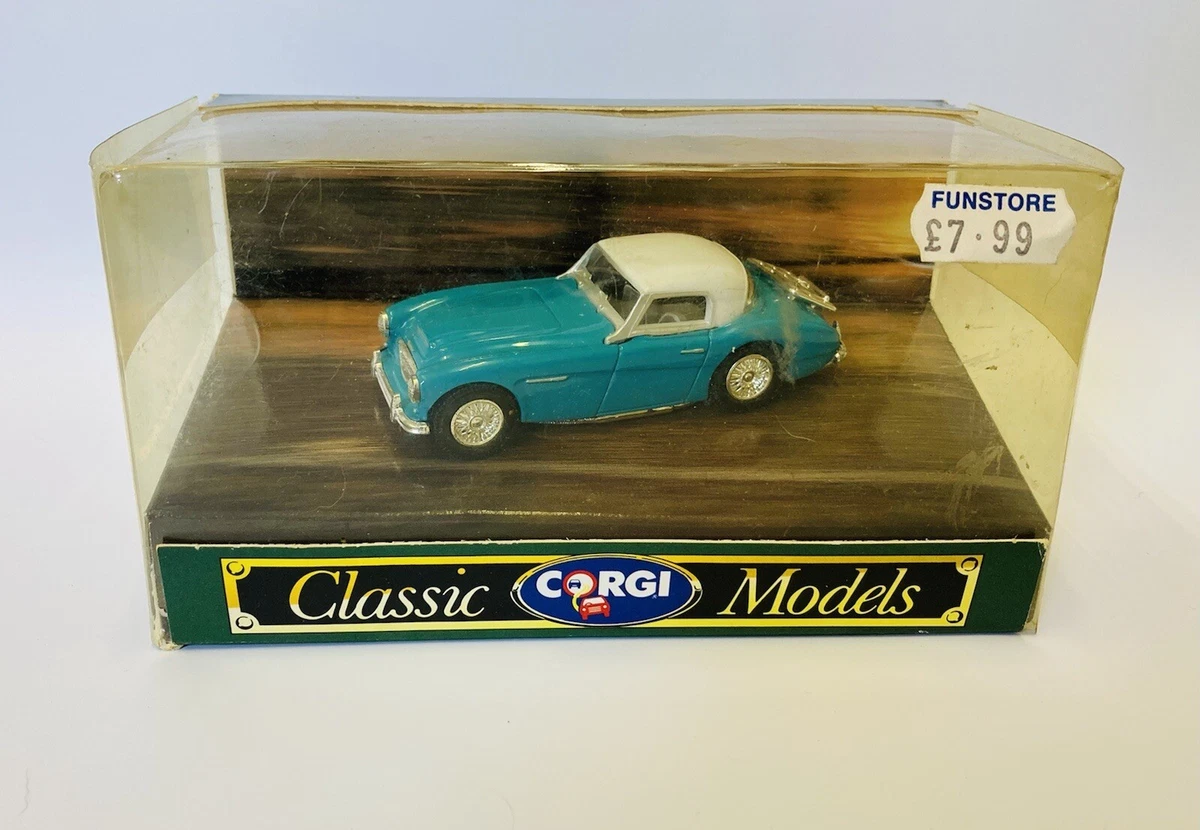 FUNSTORE
£7.99
Classic CORGI Models